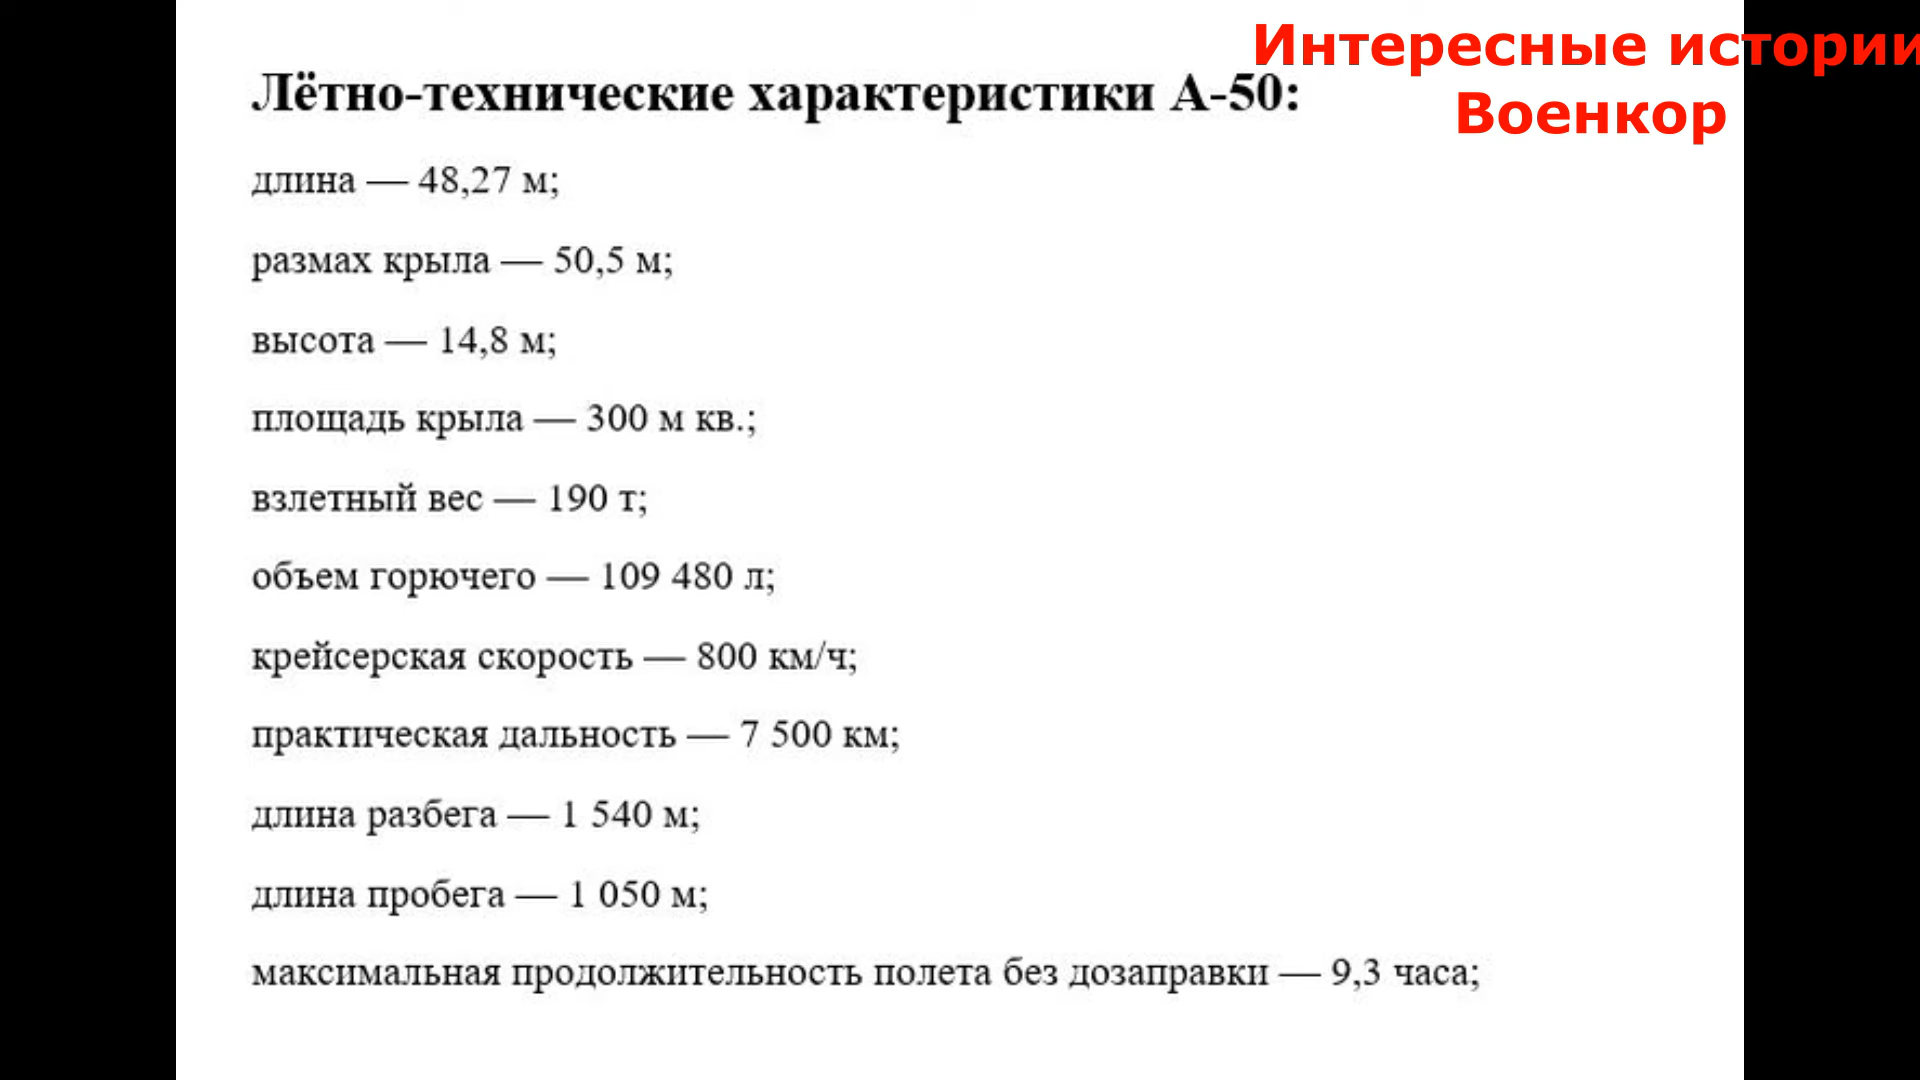 Интересные истории
Военкор
Лётно-технические характеристики А-50:
длина — 48,27 м;
размах крыла — 50,5 м;
высота — 14,8 м;
площадь крыла — 300 м кв.;
взлетный вес — 190 т;
объем горючего — 109 480 л;
крейсерская скорость — 800 км/ч;
практическая дальность — 7 500 км;
длина разбега — 1 540 м;
длина пробега — 1 050 м;
максимальная продолжительность полета без дозаправки — 9,3 часа;